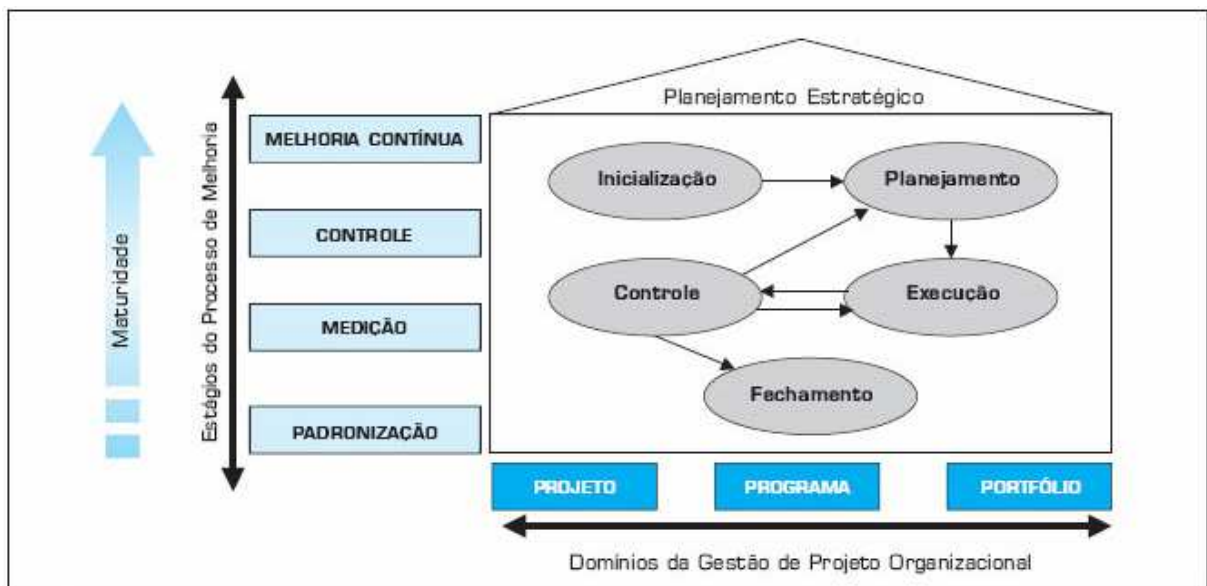 Planejamento Estratégico
Maturidade
Estágios do Processo de Melhoria
MELHORIA CONTÍNUA
CONTROLE
MEDIÇÃO
PADRONIZAÇÃO
Inicialização
Planejamento
Controle
Execução
Fechamento
PROJETO
PROGRAMA
PORTFÓLIO
Domínios da Gestão de Projeto Organizacional